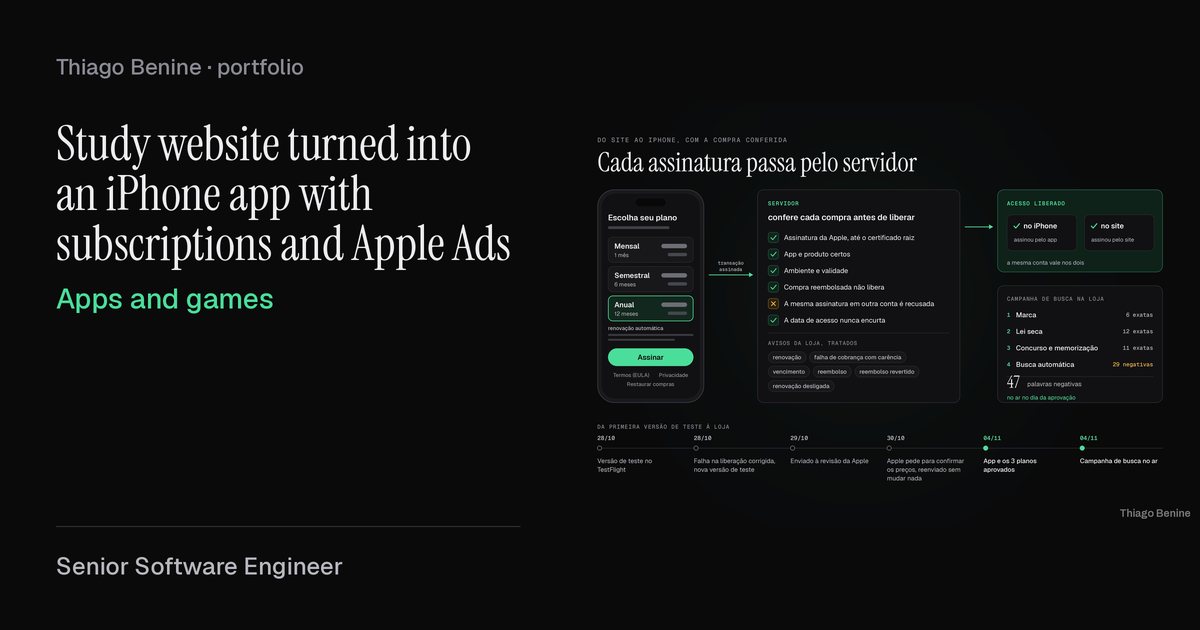 Thiago Benine · portfolio
Study website turned into
an iPhone app with
subscriptions and Apple Ads
Apps and games
Senior Software Engineer
DO SITE AO IPHONE, COM A COMPRA CONFERIDA
Cada assinatura passa pelo servidor
Escolha seu plano
Mensal
1 mês
Semestral
6 meses
Anual
12 meses
renovação automática
Assinar
Termos (EULA) Privacidade
Restaurar compras
transação
assinada
SERVIDOR
confere cada compra antes de liberar
Assinatura da Apple, até o certificado raiz
App e produto certos
Ambiente e validade
Compra reembolsada não libera
A mesma assinatura em outra conta é recusada
A data de acesso nunca encurta
AVISOS DA LOJA, TRATADOS
renovação falha de cobrança com carência
vencimento reembolso reembolso revertido
renovação desligada
ACESSO LIBERADO
no iPhone
assinou pelo app
no site
assinou pelo site
a mesma conta vale nos dois
CAMPANHA DE BUSCA NA LOJA
1 Marca 6 exatas
2 Lei seca 12 exatas
3 Concurso e memorização 11 exatas
4 Busca automática 29 negativas
47 palavras negativas
no ar no dia da aprovação
DA PRIMEIRA VERSÃO DE TESTE À LOJA
28/10
Versão de teste no
TestFlight
28/10
Falha na liberação corrigida,
nova versão de teste
29/10
Enviado à revisão da Apple
30/10
Apple pede para confirmar
os preços, reenviado sem
mudar nada
04/11
App e os 3 planos
aprovados
04/11
Campanha de busca no ar
Thiago Benine